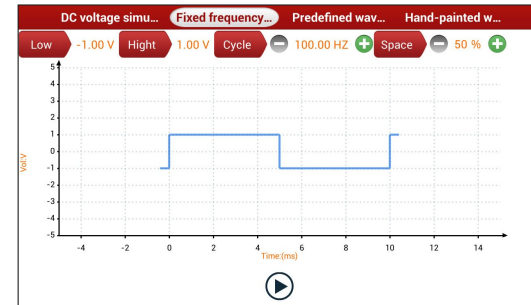 DC voltage simu... Fixed frequency... Predefined wav... Hand-painted w...
Low -1.00 V Hight 1.00 V Cycle 100.00 HZ Space 50 %
5
4
3
2
1
0
-1
-2
-3
-4
-5
Vol:V
-4 -2 0 2 4 6 8 10 12 14
Time:(ms)